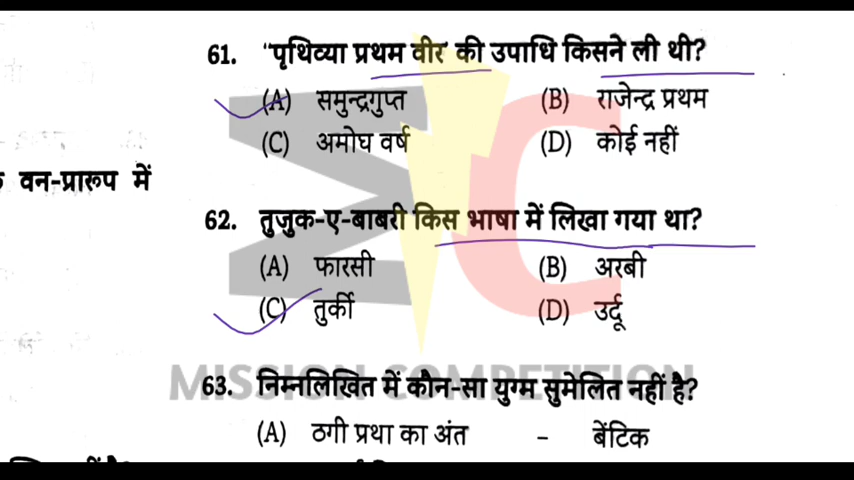 61. "पृथिव्या प्रथम वीर' की उपाधि किसने ली थी?
(A) समुन्द्रगुप्त (B) राजेन्द्र प्रथम
(C) अमोघ वर्ष (D) कोई नहीं
वन-प्रारूप में
62. तुजुक-ए-बाबरी किस भाषा में लिखा गया था?
(A) फारसी (B) अरबी
(C) तुर्की (D) उर्दू
MISSION COMPETITION
63. निम्नलिखित में कौन-सा युग्म सुमेलित नहीं है?
(A) ठगी प्रथा का अंत – बेंटिक